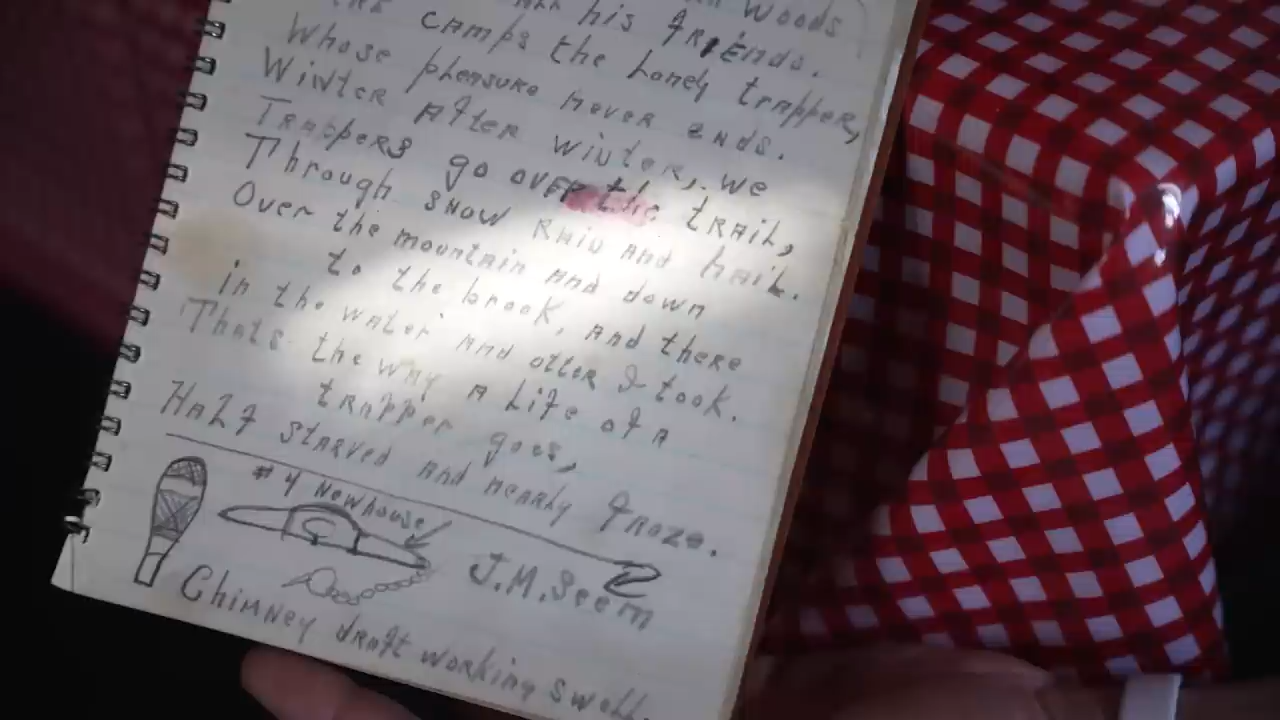 Woods
his friends.
camps the lonely trapper,
Whose pleasure never ends.
Winter After winter, we
Trappers go over the trail,
Through snow Rain and hail.
Over the mountain and down
to the brook, and there
in the water and otter I took.
Thats the way A Life of A
trapper goes,
Half starved and nearly froze.
#4 Newhouse
J.M.Seem
Chimney draft working swell.